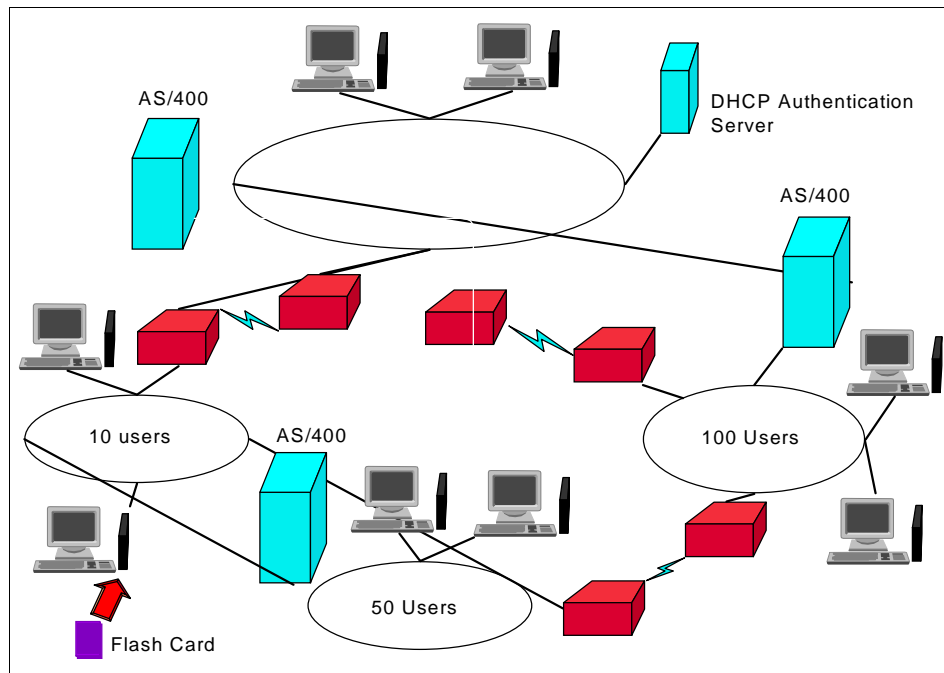 AS/400
DHCP Authentication
Server
AS/400
10 users
AS/400
100 Users
50 Users
Flash Card